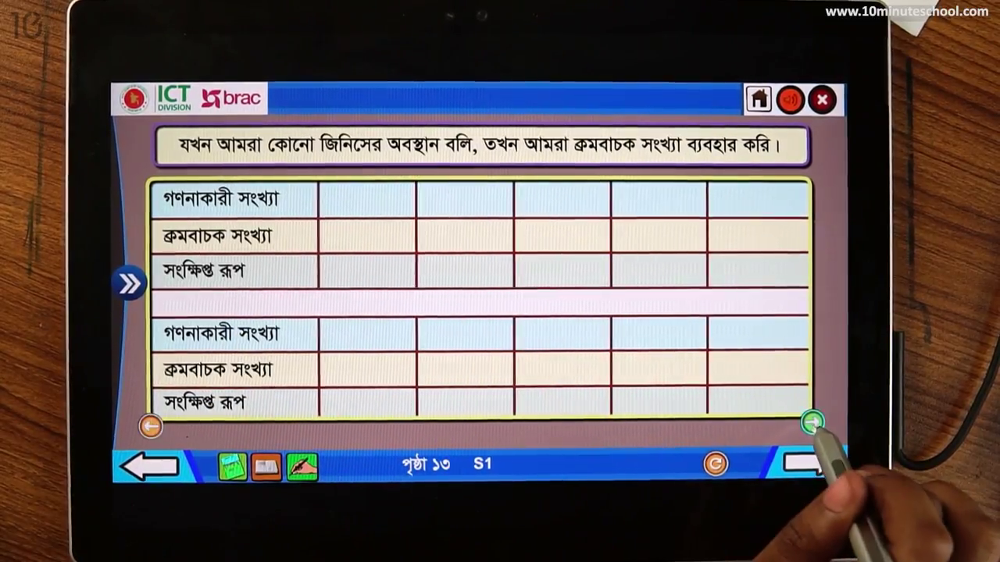 www.10minuteschool.com
10
ICT
DIVISION
brac
যখন আমরা কোনো জিনিসের অবস্থান বলি, তখন আমরা ক্রমবাচক সংখ্যা ব্যবহার করি।
গণনাকারী সংখ্যা
ক্রমবাচক সংখ্যা
সংক্ষিপ্ত রূপ
গণনাকারী সংখ্যা
ক্রমবাচক সংখ্যা
সংক্ষিপ্ত রূপ
পৃষ্ঠা ১৩ S1